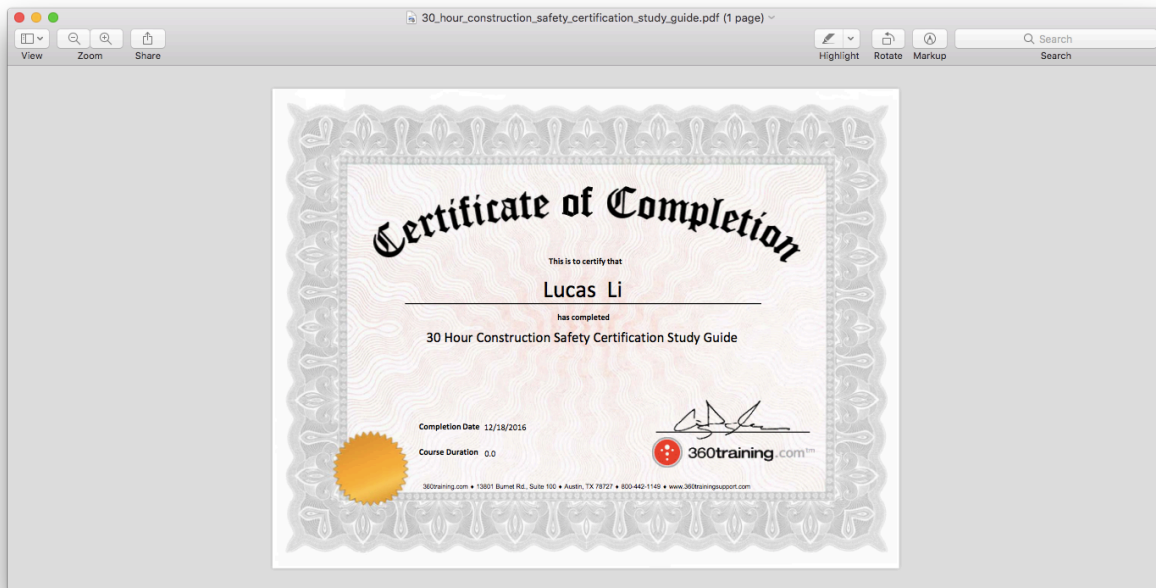 30_hour_construction_safety_certification_study_guide.pdf (1 page)
View Zoom Share Highlight Rotate Markup Search
Search
Certificate of Completion
This is to certify that
Lucas Li
has completed
30 Hour Construction Safety Certification Study Guide
Completion Date 12/18/2016
Course Duration 0.0
360training.com™
360training.com ♦ 13801 Burnet Rd., Suite 100 ♦ Austin, TX 78727 ♦ 800-442-1149 ♦ www.360trainingsupport.com